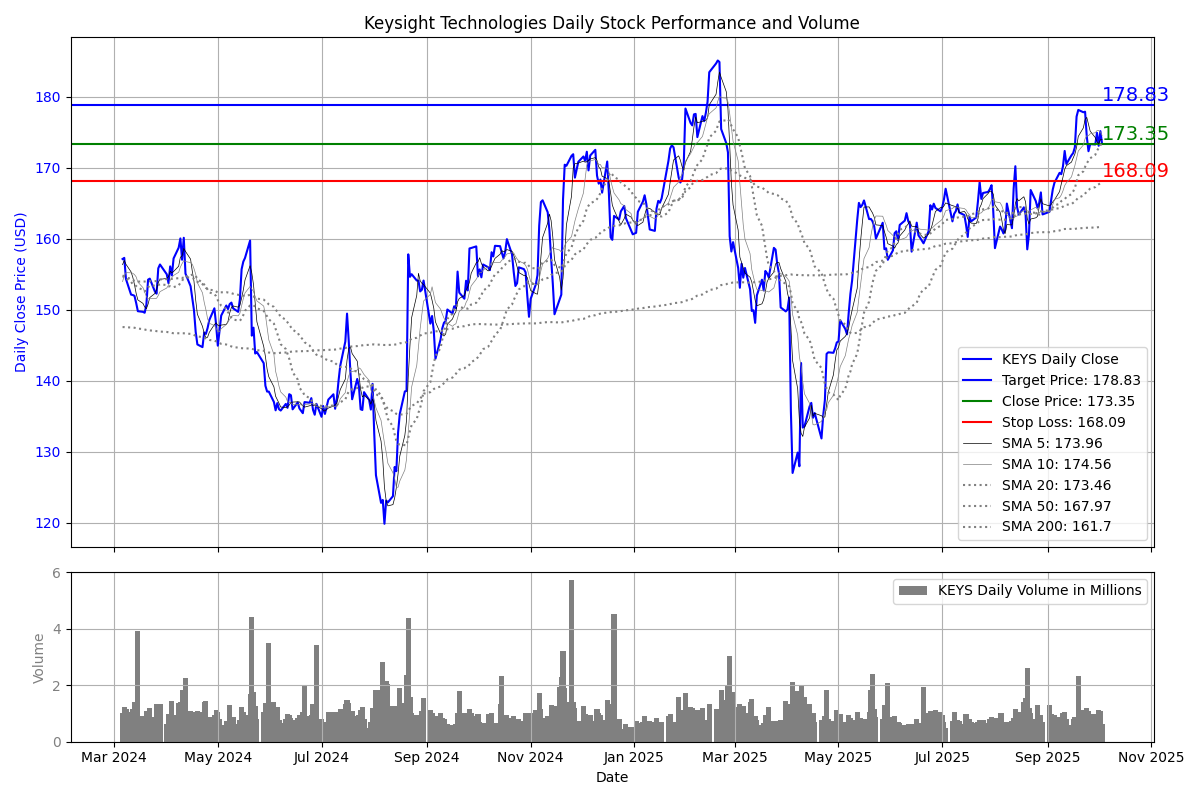 Keysight Technologies Daily Stock Performance and Volume
Daily Close Price (USD)
180
170
160
150
140
130
120
178.83
173.35
168.09
KEYS Daily Close
Target Price: 178.83
Close Price: 173.35
Stop Loss: 168.09
SMA 5: 173.96
SMA 10: 174.56
SMA 20: 173.46
SMA 50: 167.97
SMA 200: 161.7
Volume
6
4
2
0
KEYS Daily Volume in Millions
Mar 2024 May 2024 Jul 2024 Sep 2024 Nov 2024 Jan 2025 Mar 2025 May 2025 Jul 2025 Sep 2025 Nov 2025
Date